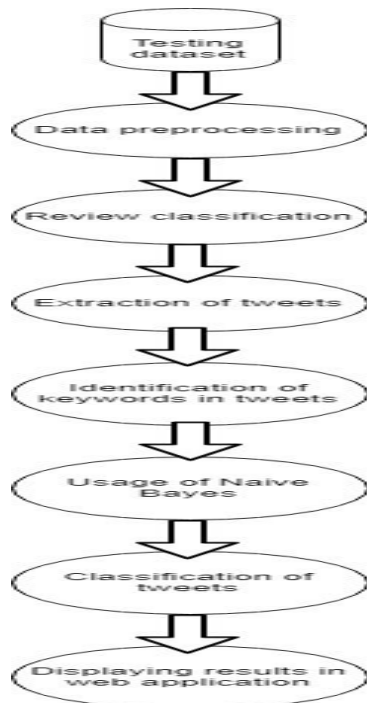 Testing
dataset
Data preprocessing
Review classification
Extraction of tweets
Identification of
keywords in tweets
Usage of Naive
Bayes
Classification of
tweets
Displaying results in
web application